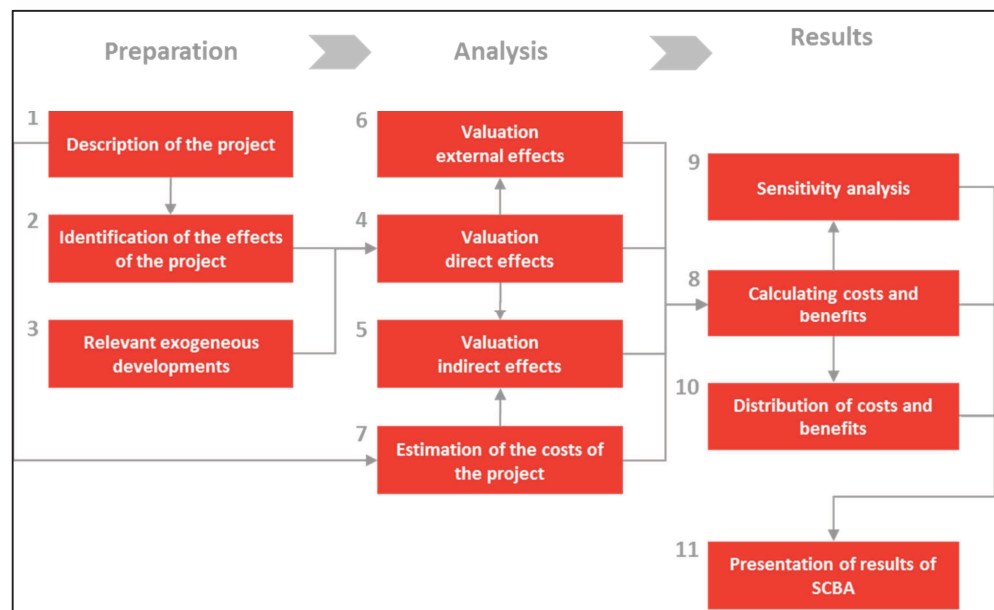 Preparation
Analysis
Results
1
Description of the project
2
Identification of the effects
of the project
3
Relevant exogeneous
developments
6
Valuation
external effects
4
Valuation
direct effects
5
Valuation
indirect effects
7
Estimation of the costs of
the project
9
Sensitivity analysis
8
Calculating costs and
benefits
10
Distribution of costs and
benefits
11
Presentation of results of
SCBA